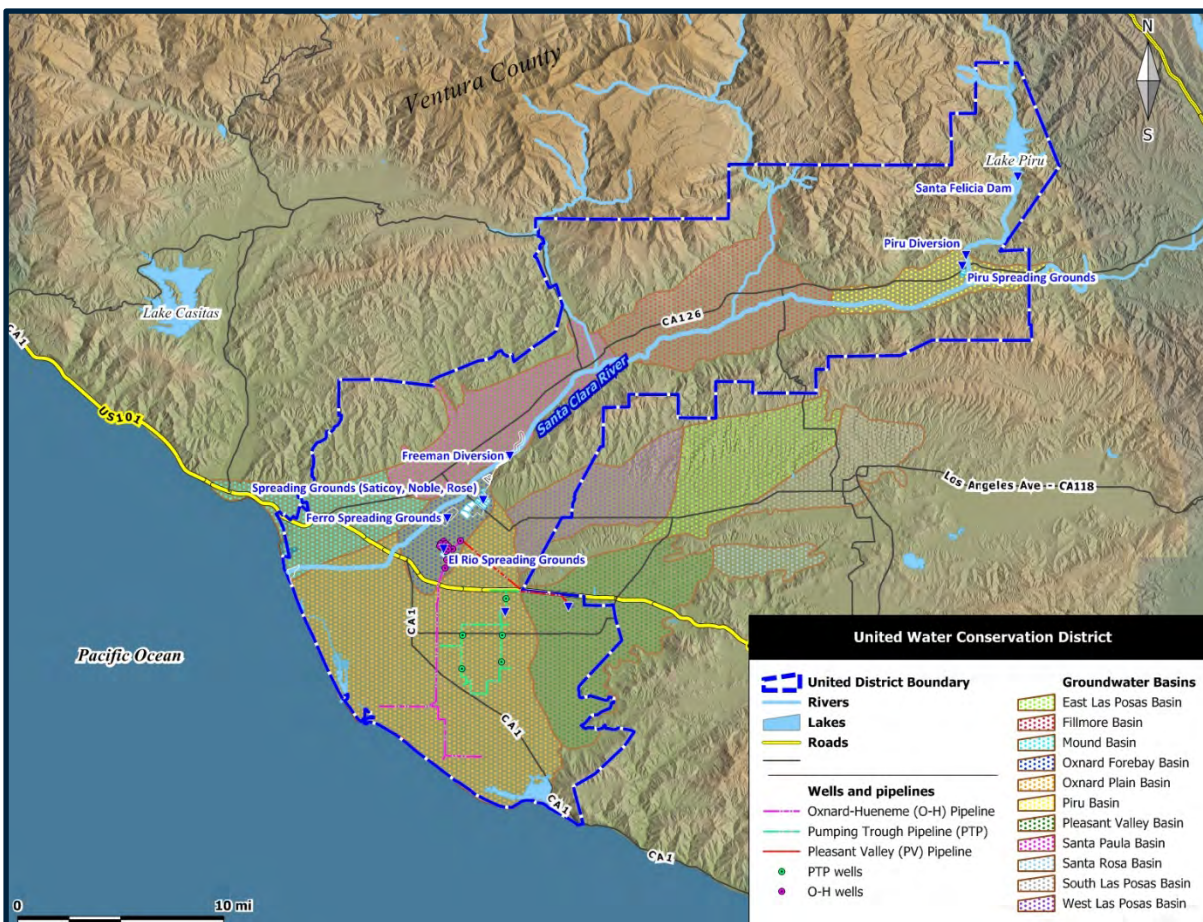 Ventura County
N
S
Lake Piru
Santa Felicia Dam
Piru Diversion
Piru Spreading Grounds
Lake Casitas
CA126
CA1
US101
Santa Clara River
Freeman Diversion
Spreading Grounds (Saticoy, Noble, Rose)
Los Angeles Ave -- CA118
Ferro Spreading Grounds
El Rio Spreading Grounds
CA1
Pacific Ocean
CA1
CA1
CA1
0 10 mi
United Water Conservation District
United District Boundary
Rivers
Lakes
Roads
Wells and pipelines
Oxnard-Hueneme (O-H) Pipeline
Pumping Trough Pipeline (PTP)
Pleasant Valley (PV) Pipeline
PTP wells
O-H wells
Groundwater Basins
East Las Posas Basin
Fillmore Basin
Mound Basin
Oxnard Forebay Basin
Oxnard Plain Basin
Piru Basin
Pleasant Valley Basin
Santa Paula Basin
Santa Rosa Basin
South Las Posas Basin
West Las Posas Basin